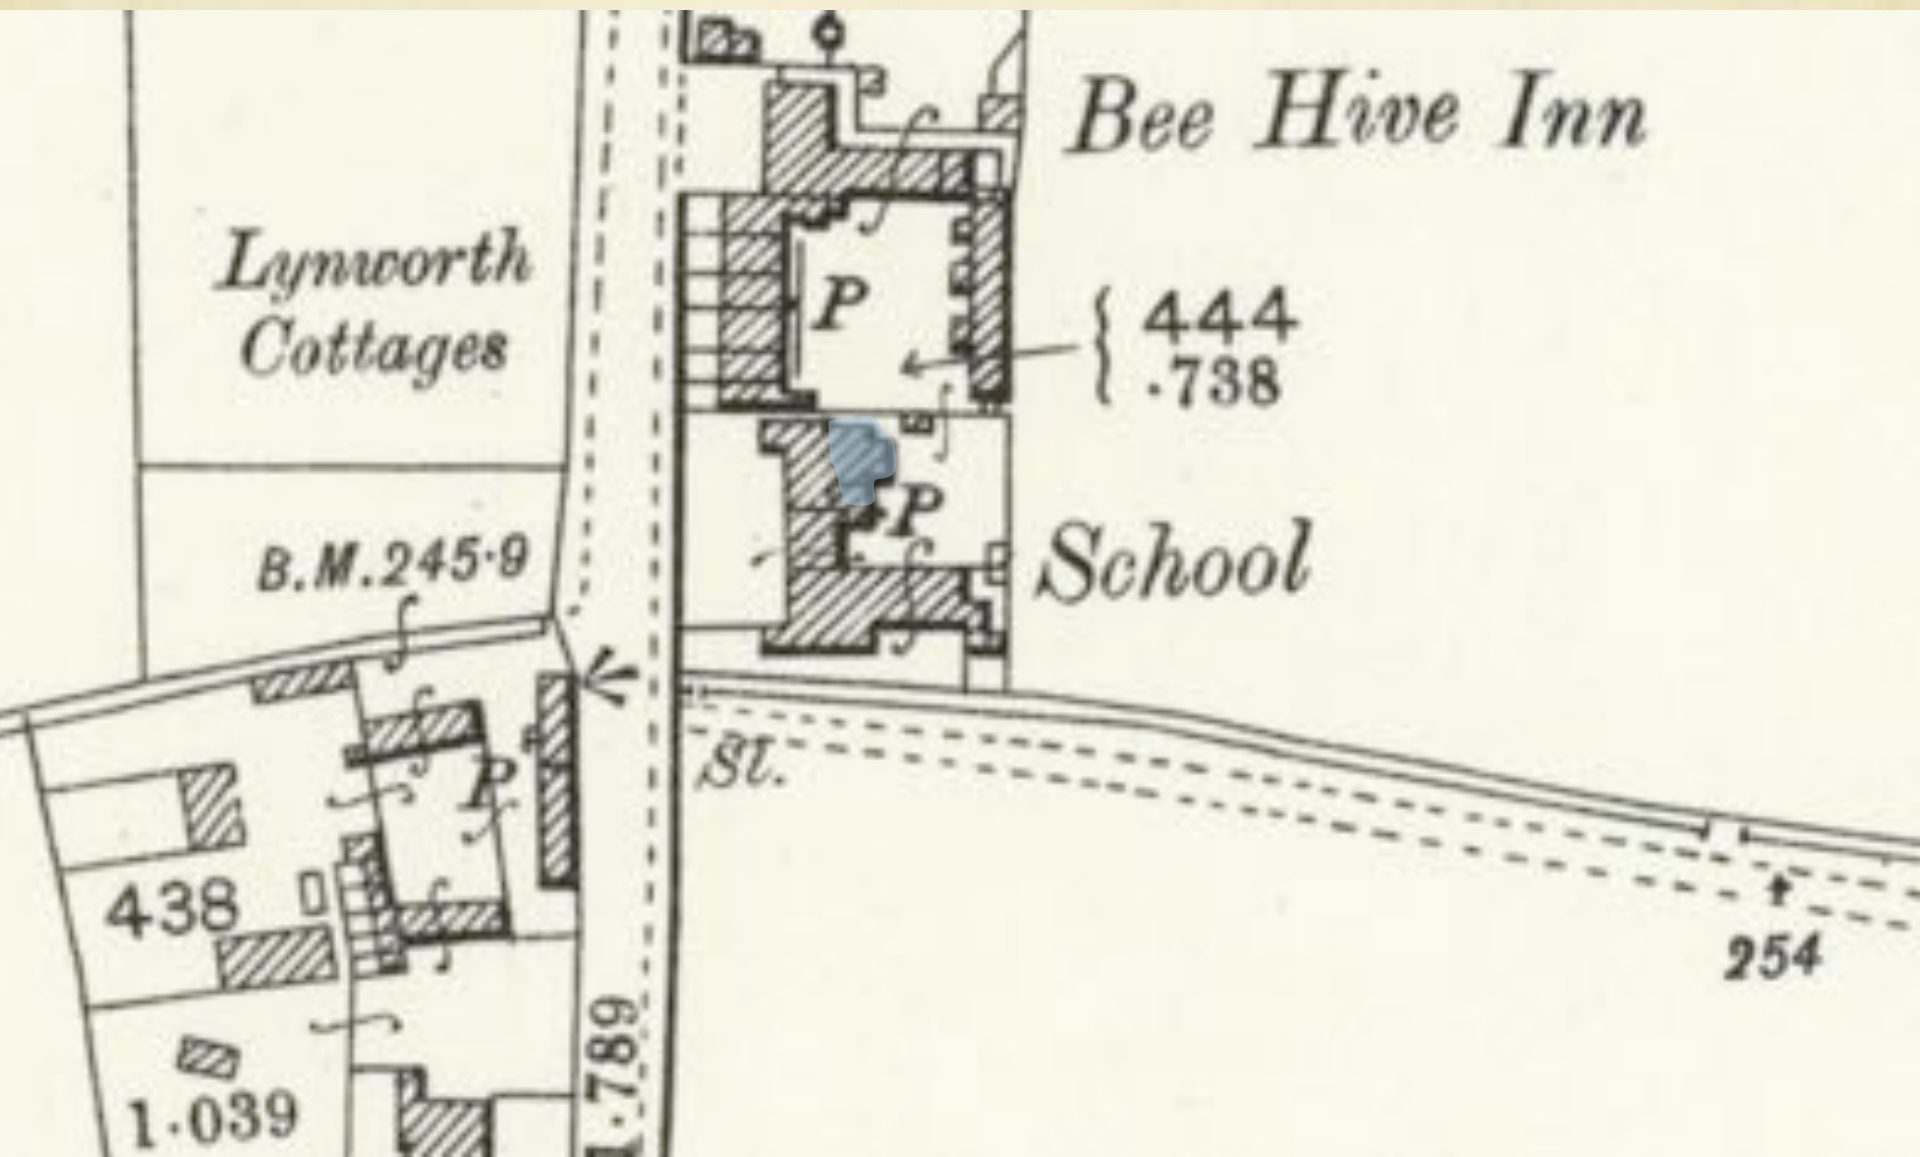 Bee Hive Inn
Lynworth
Cottages
P
444
.738
P
B.M.245.9
School
P
St.
438
254
1.789
1.039